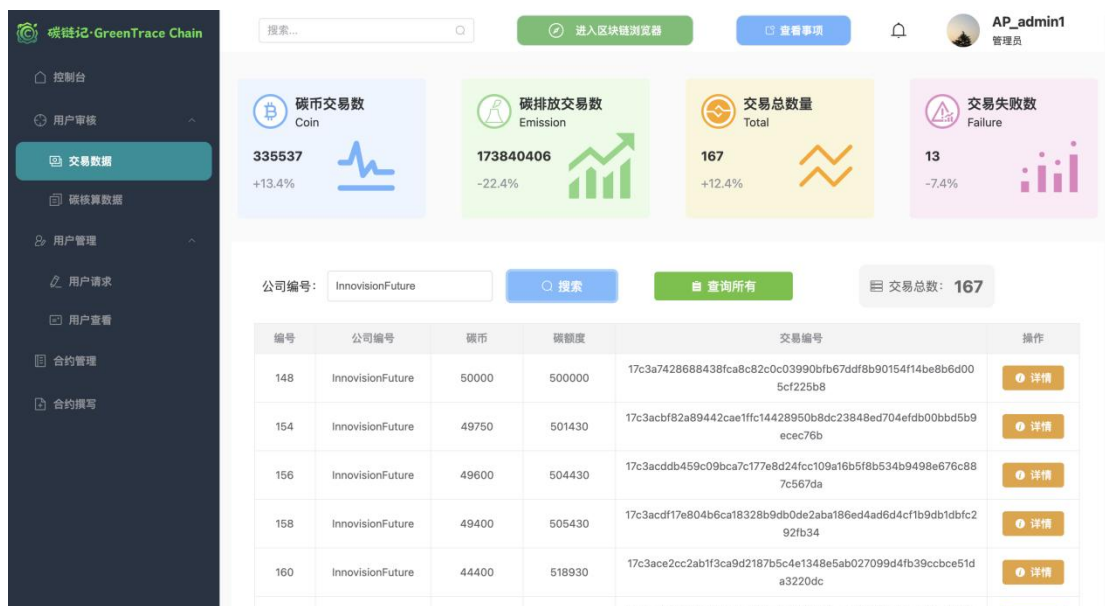 碳链记·GreenTrace Chain
搜索...
进入区块链浏览器
查看事项
AP_admin1
管理员
控制台
用户审核
交易数据
碳核算数据
用户管理
用户请求
用户查看
合约管理
合约撰写
碳币交易数
Coin
335537
+13.4%
碳排放交易数
Emission
173840406
-22.4%
交易总数量
Total
167
+12.4%
交易失败数
Failure
13
-7.4%
公司编号: InnovisionFuture 搜索 查询所有 交易总数: 167
编号 公司编号 碳币 碳额度 交易编号 操作
148 InnovisionFuture 50000 500000 17c3a7428688438fca8c82c0c03990bfb67ddf8b90154f14be8b6d00
5cf225b8 详情
154 InnovisionFuture 49750 501430 17c3acbf82a89442cae1ffc14428950b8dc23848ed704efdb00bbd5b9
ecec76b 详情
156 InnovisionFuture 49600 504430 17c3acddb459c09bca7c177e8d24fcc109a16b5f8b534b9498e676c88
7c567da 详情
158 InnovisionFuture 49400 505430 17c3acdf17e804b6ca18328b9db0de2aba186ed4ad6d4cf1b9db1dbfc2
92fb34 详情
160 InnovisionFuture 44400 518930 17c3ace2cc2ab1f3ca9d2187b5c4e1348e5ab027099d4fb39ccbce51d
a3220dc 详情